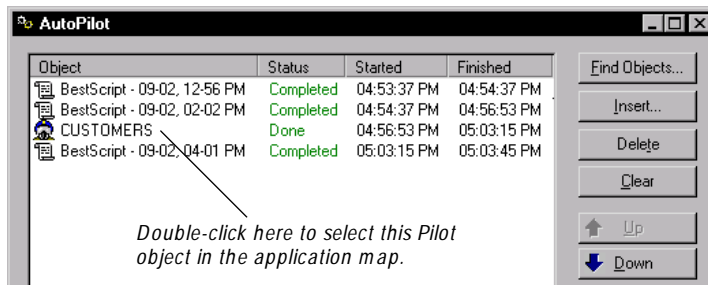 AutoPilot
Object Status Started Finished
BestScript - 09-02, 12-56 PM Completed 04:53:37 PM 04:54:37 PM
BestScript - 09-02, 02-02 PM Completed 04:54:37 PM 04:56:53 PM
CUSTOMERS Done 04:56:53 PM 05:03:15 PM
BestScript - 09-02, 04-01 PM Completed 05:03:15 PM 05:03:45 PM
Double-click here to select this Pilot
object in the application map.
Find Objects...
Insert...
Delete
Clear
Up
Down